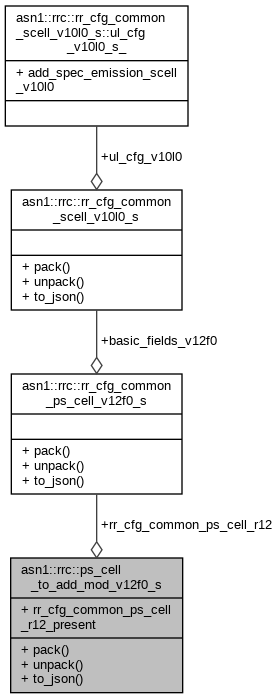 asn1::rrc::rr_cfg_common
_scell_v10l0_s::ul_cfg
_v10l0_s_
+ add_spec_emission_scell
_v10l0
+ul_cfg_v10l0
asn1::rrc::rr_cfg_common
_scell_v10l0_s
+ pack()
+ unpack()
+ to_json()
+basic_fields_v12f0
asn1::rrc::rr_cfg_common
_ps_cell_v12f0_s
+ pack()
+ unpack()
+ to_json()
+rr_cfg_common_ps_cell_r12
asn1::rrc::ps_cell
_to_add_mod_v12f0_s
+ rr_cfg_common_ps_cell
_r12_present
+ pack()
+ unpack()
+ to_json()